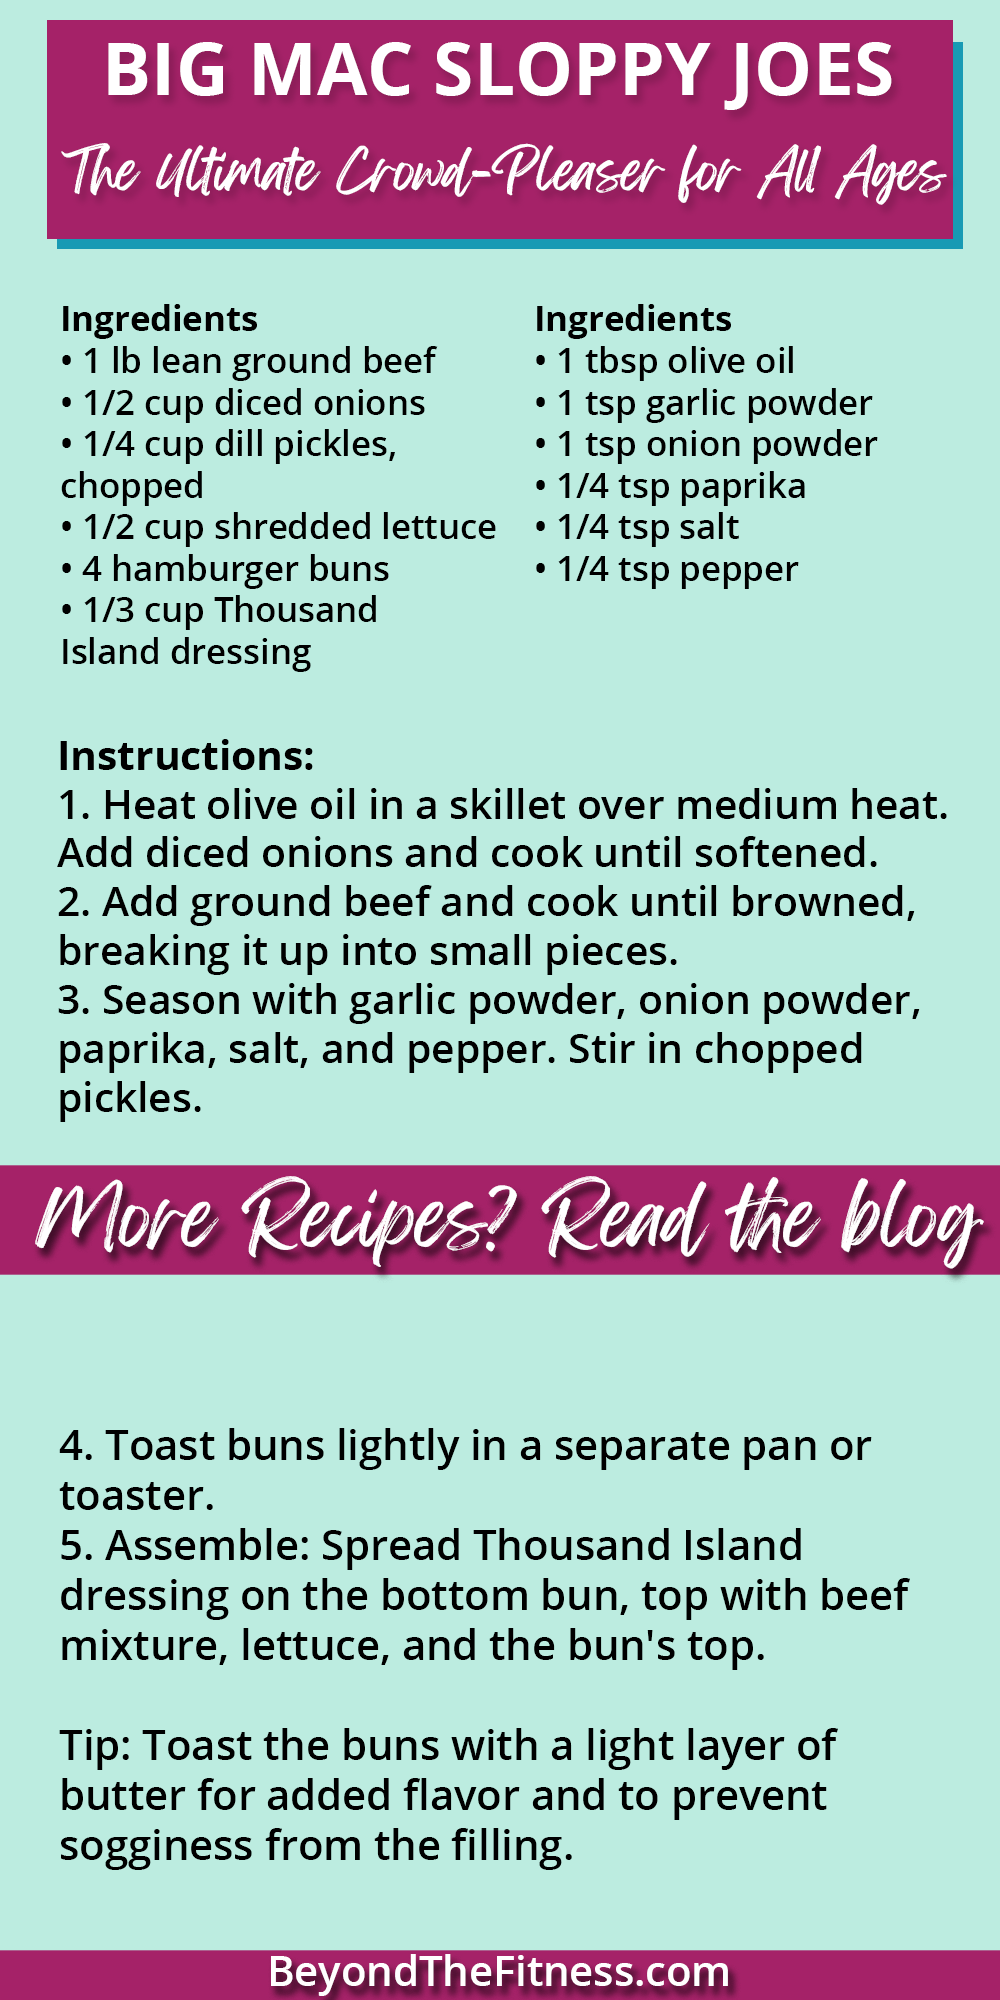 BIG MAC SLOPPY JOES
The Ultimate Crowd-Pleaser for All Ages
Ingredients
• 1 lb lean ground beef
• 1/2 cup diced onions
• 1/4 cup dill pickles,
chopped
• 1/2 cup shredded lettuce
• 4 hamburger buns
• 1/3 cup Thousand
Island dressing
Ingredients
• 1 tbsp olive oil
• 1 tsp garlic powder
• 1 tsp onion powder
• 1/4 tsp paprika
• 1/4 tsp salt
• 1/4 tsp pepper
Instructions:
1. Heat olive oil in a skillet over medium heat.
Add diced onions and cook until softened.
2. Add ground beef and cook until browned,
breaking it up into small pieces.
3. Season with garlic powder, onion powder,
paprika, salt, and pepper. Stir in chopped
pickles.
More Recipes? Read the blog
4. Toast buns lightly in a separate pan or
toaster.
5. Assemble: Spread Thousand Island
dressing on the bottom bun, top with beef
mixture, lettuce, and the bun's top.
Tip: Toast the buns with a light layer of
butter for added flavor and to prevent
sogginess from the filling.
BeyondTheFitness.com